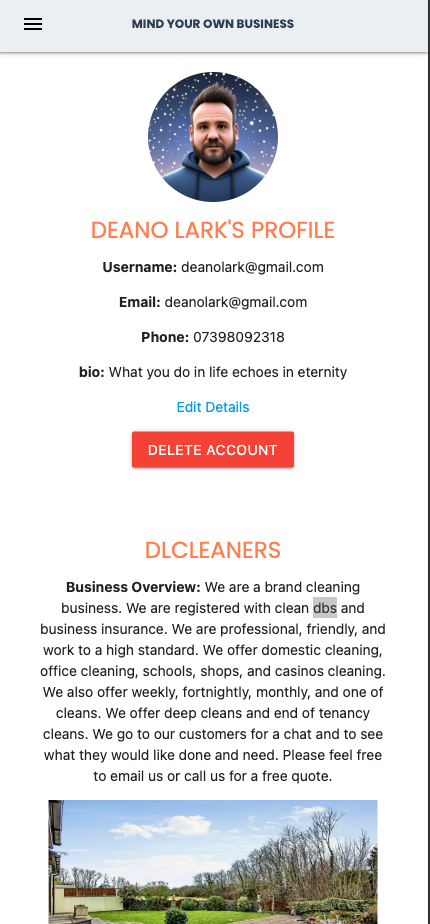 MIND YOUR OWN BUSINESS
DEANO LARK'S PROFILE
Username: deanolark@gmail.com
Email: deanolark@gmail.com
Phone: 07398092318
bio: What you do in life echoes in eternity
Edit Details
DELETE ACCOUNT
DLCLEANERS
Business Overview: We are a brand cleaning
business. We are registered with clean dbs and
business insurance. We are professional, friendly, and
work to a high standard. We offer domestic cleaning,
office cleaning, schools, shops, and casinos cleaning.
We also offer weekly, fortnightly, monthly, and one of
cleans. We offer deep cleans and end of tenancy
cleans. We go to our customers for a chat and to see
what they would like done and need. Please feel free
to email us or call us for a free quote.